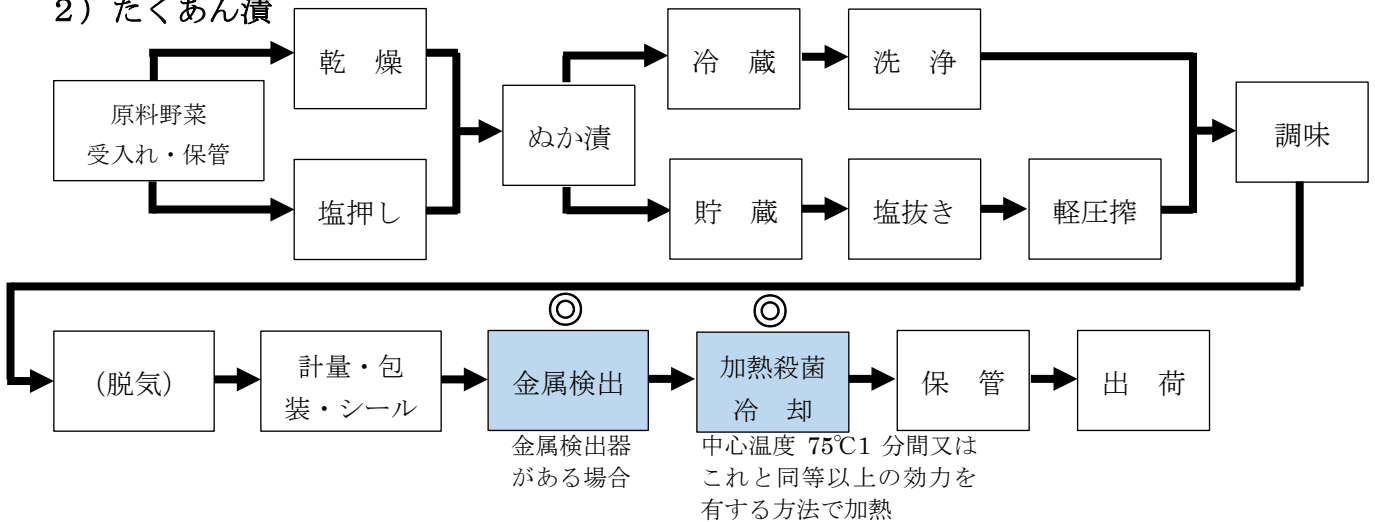 2）たくあん漬
乾　燥
冷　蔵
洗　浄
原料野菜
受入れ・保管
ぬか漬
調味
塩押し
貯　蔵
塩抜き
軽圧搾
◎
◎
(脱気)
計量・包
装・シール
金属検出
加熱殺菌
冷　却
保　管
出　荷
金属検出器
がある場合
中心温度 75℃1 分間又は
これと同等以上の効力を
有する方法で加熱